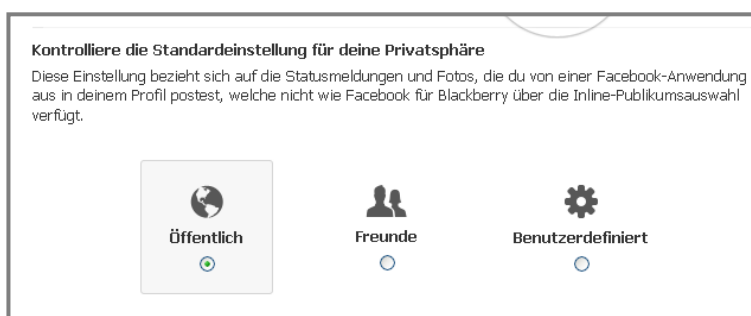 Kontrolliere die Standardeinstellung für deine Privatsphäre
Diese Einstellung bezieht sich auf die Statusmeldungen und Fotos, die du von einer Facebook-Anwendung
aus in deinem Profil postest, welche nicht wie Facebook für Blackberry über die Inline-Publikumsauswahl
verfügt.
Öffentlich Freunde Benutzerdefiniert